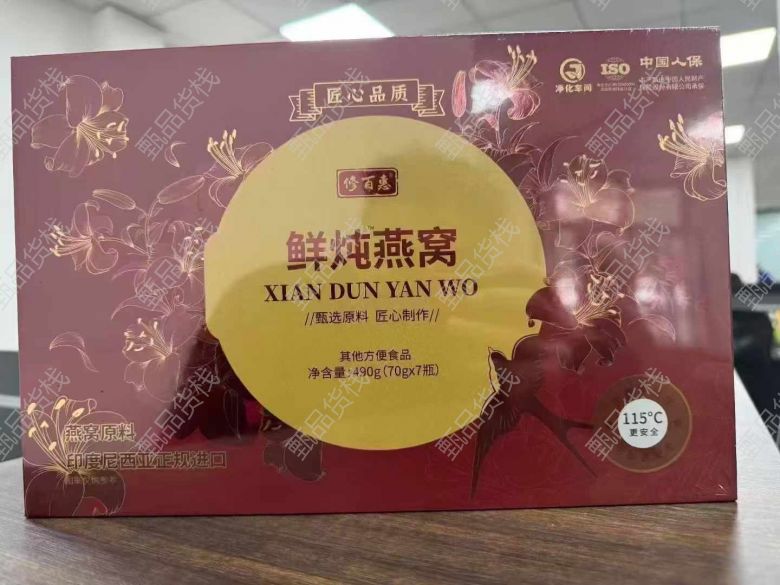 匠心品质
净化车间
ISO
中国人保
修百惠
鲜炖燕窝
XIAN DUN YAN WO
//甄选原料 匠心制作//
其他方便食品
净含量:490g(70gx7瓶)
115°C
更安全
燕窝原料
印度尼西亚正规进口
甄品货栈